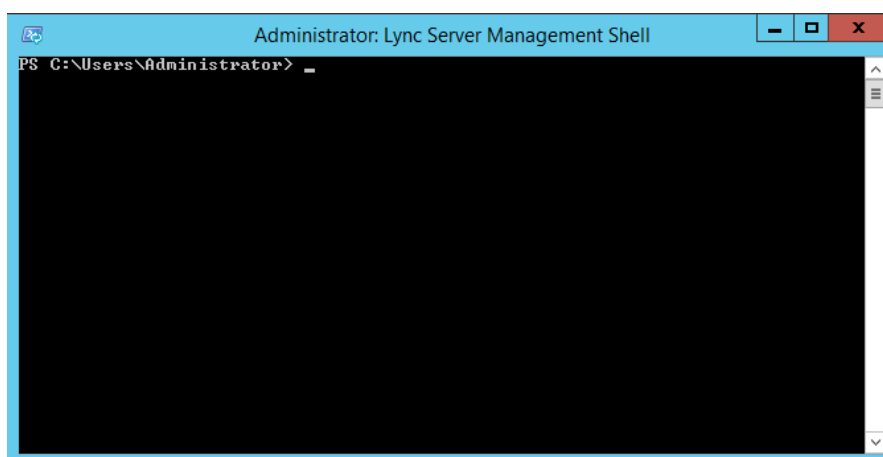 Administrator: Lync Server Management Shell
PS C:\Users\Administrator> _